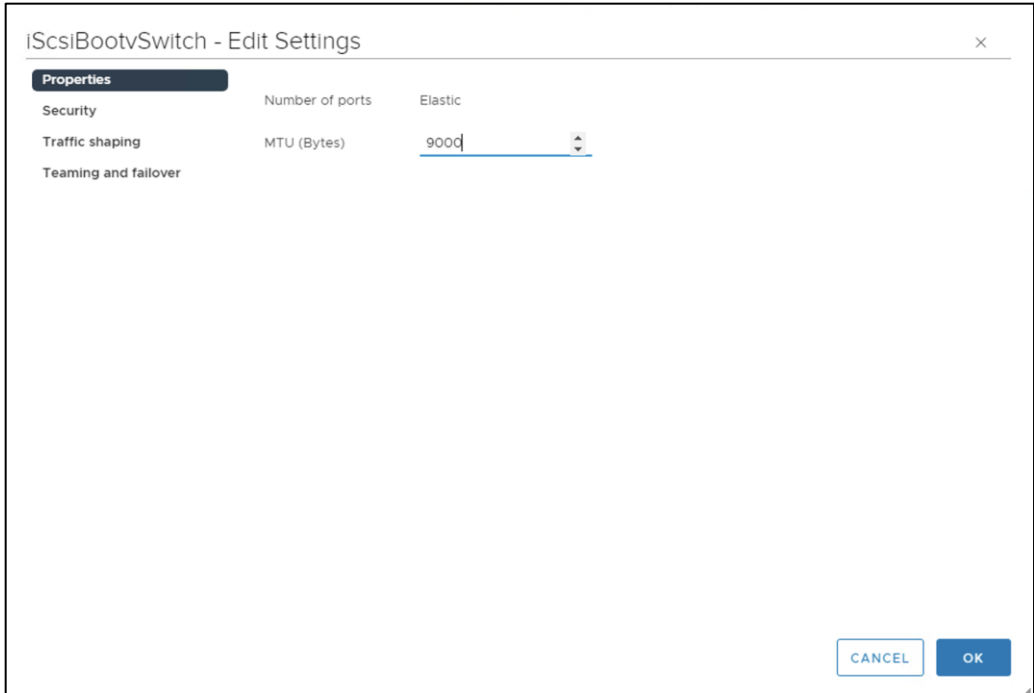 iScsiBootvSwitch - Edit Settings
Properties
Security
Traffic shaping
Teaming and failover
Number of ports Elastic
MTU (Bytes) 9000
CANCEL OK